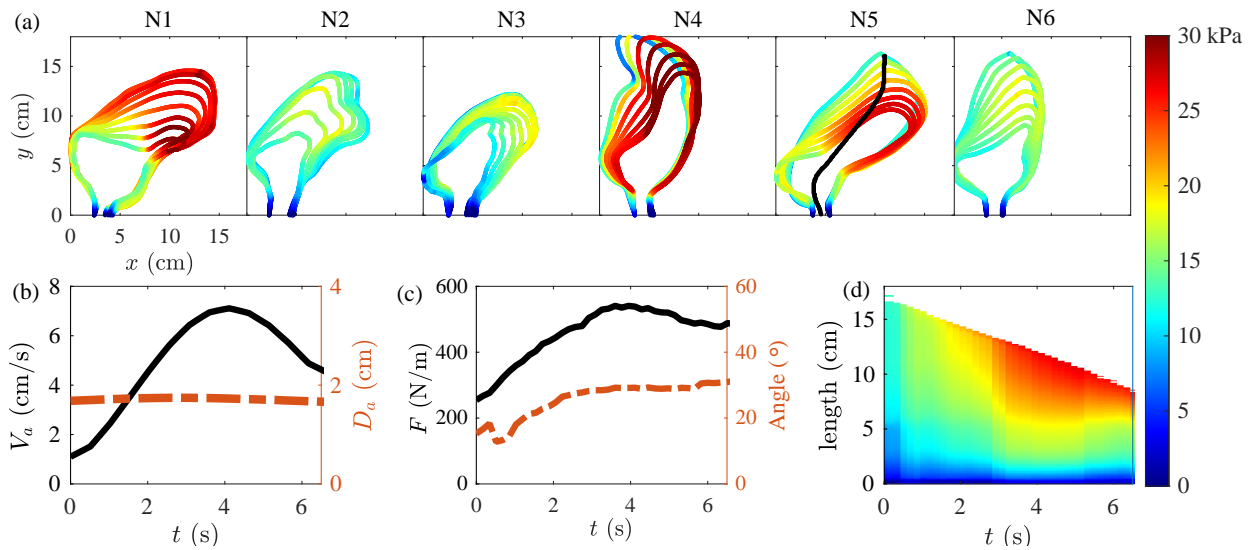 (a) N1 N2 N3 N4 N5 N6
30 kPa
25
20
15
10
5
0
y (cm)
15
10
5
0
0 5 10 15
x (cm)
(b)
V_a (cm/s)
8
6
4
2
0
D_a (cm)
4
2
0
0 2 4 6
t (s)
(c)
F (N/m)
600
400
200
0
Angle (°)
60
40
20
0
0 2 4 6
t (s)
(d)
length (cm)
15
10
5
0
0 2 4 6
t (s)